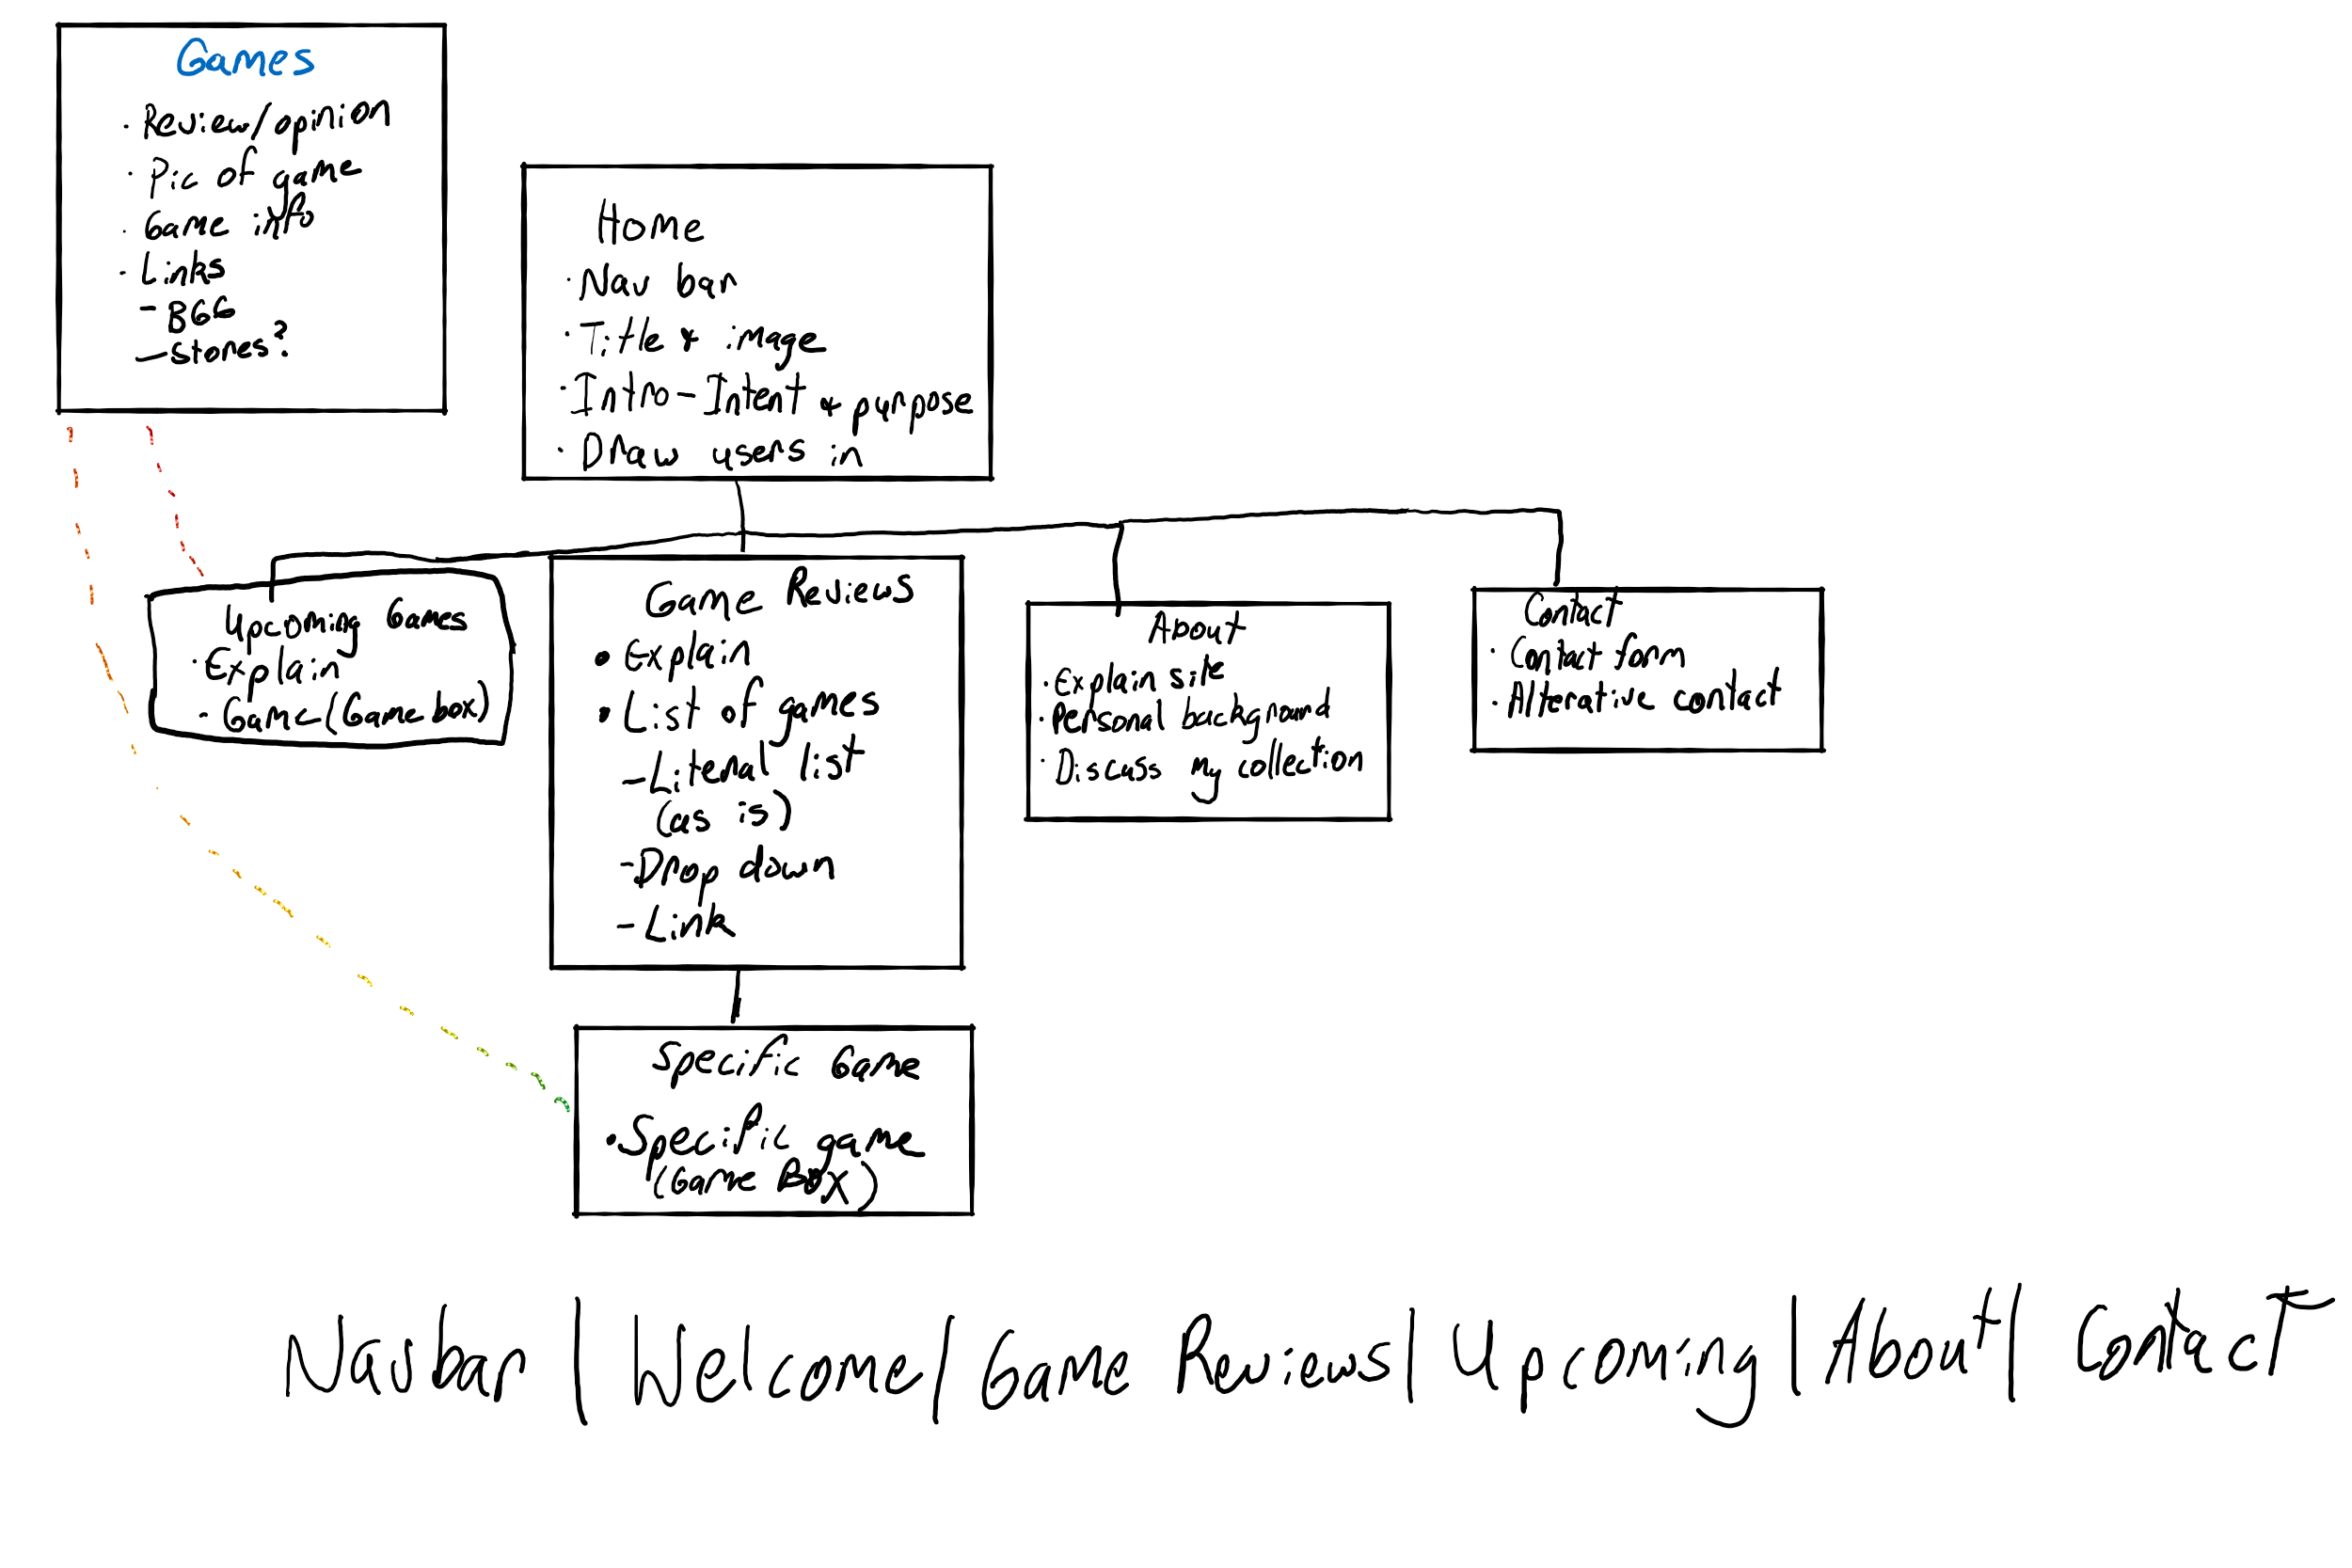 Games
· Review/opinion
· Pic of game
· Game info
· Links
- BGG
- stores?
Home
· Nav bar
· Title & image
· Intro - Intent & purpose
· Draw users in
Upcoming Games
· Explain
- Game (Game box)
Game Reviews
• Explain
• List of games
- Literal list
(as is)
- Drop down
- Link
About
· Explain site
· Personal background
· Discuss my collection
Contact
· Contact form
· Alterative contact
Specific Game
• Specific game
(Game Box)
Navbar | Welcome / Game Reviews | Upcoming | About | Contact